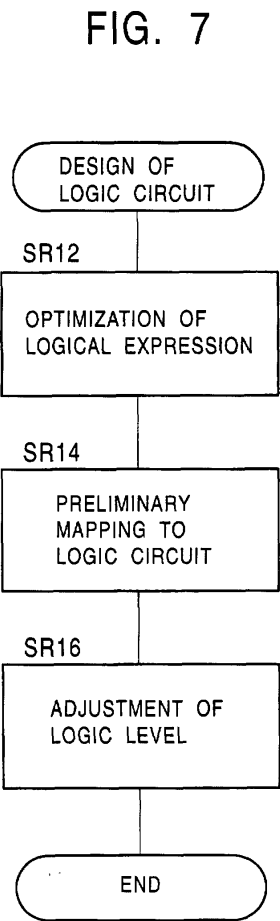 FIG. 7
DESIGN OF
LOGIC CIRCUIT
SR12
OPTIMIZATION OF
LOGICAL EXPRESSION
SR14
PRELIMINARY
MAPPING TO
LOGIC CIRCUIT
SR16
ADJUSTMENT OF
LOGIC LEVEL
END